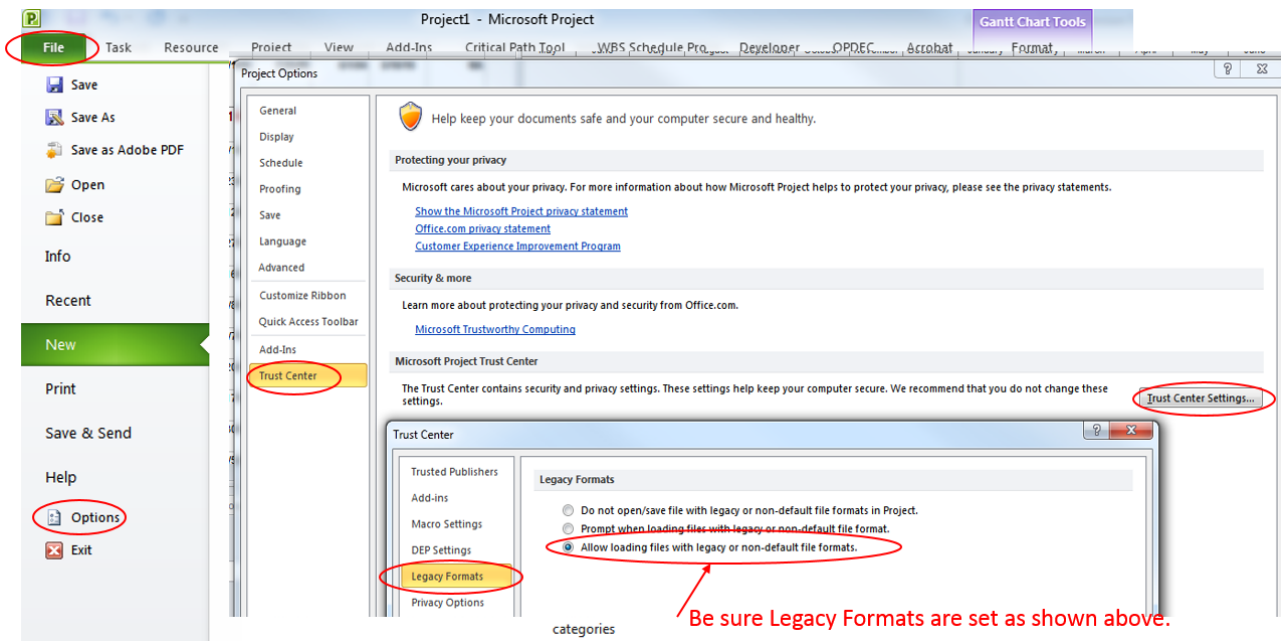 Project1 - Microsoft Project
Gantt Chart Tools
File Task Resource Project View Add-Ins Critical Path Tool WBS Schedule Developer OPDEC Acrobat Format
Save
Save As
Save as Adobe PDF
Open
Close
Info
Recent
New
Print
Save & Send
Help
Options
Exit
Project Options
General
Display
Schedule
Proofing
Save
Language
Advanced
Customize Ribbon
Quick Access Toolbar
Add-Ins
Trust Center
Help keep your documents safe and your computer secure and healthy.
Protecting your privacy
Microsoft cares about your privacy. For more information about how Microsoft Project helps to protect your privacy, please see the privacy statements.
Show the Microsoft Project privacy statement
Office.com privacy statement
Customer Experience Improvement Program
Security & more
Learn more about protecting your privacy and security from Office.com.
Microsoft Trustworthy Computing
Microsoft Project Trust Center
The Trust Center contains security and privacy settings. These settings help keep your computer secure. We recommend that you do not change these
settings.
Trust Center Settings...
Trust Center
Trusted Publishers
Add-ins
Macro Settings
DEP Settings
Legacy Formats
Privacy Options
Legacy Formats
Do not open/save file with legacy or non-default file formats in Project.
Prompt when loading files with legacy or non-default file format.
Allow loading files with legacy or non-default file formats.
Be sure Legacy Formats are set as shown above.
categories